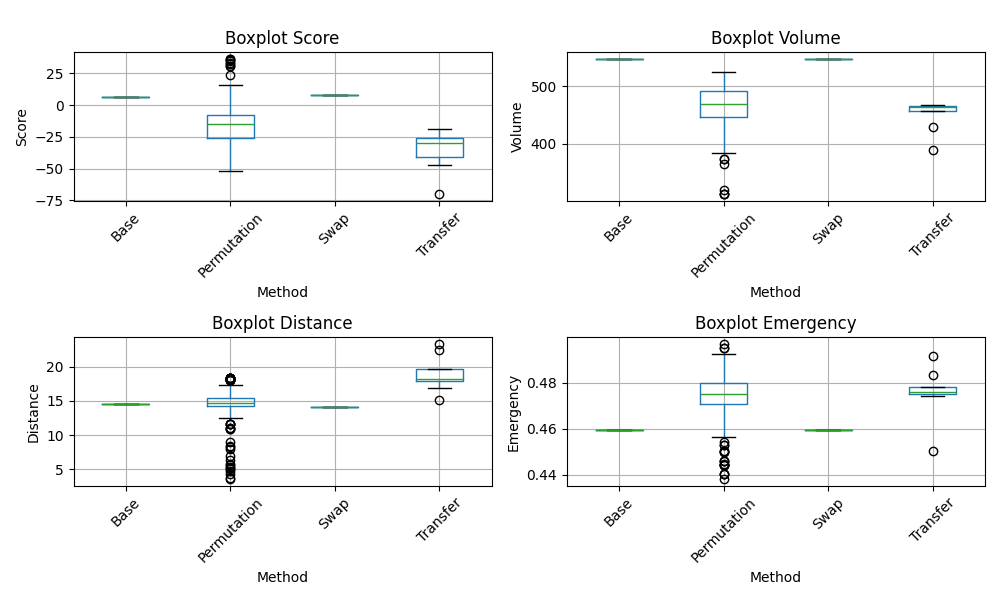 Boxplot Score
25
0
−25
−50
−75
Score
Base
Permutation
Swap
Transfer
Method
Boxplot Volume
500
400
Volume
Base
Permutation
Swap
Transfer
Method
Boxplot Distance
20
15
10
5
Distance
Base
Permutation
Swap
Transfer
Method
Boxplot Emergency
0.48
0.46
0.44
Emergency
Base
Permutation
Swap
Transfer
Method